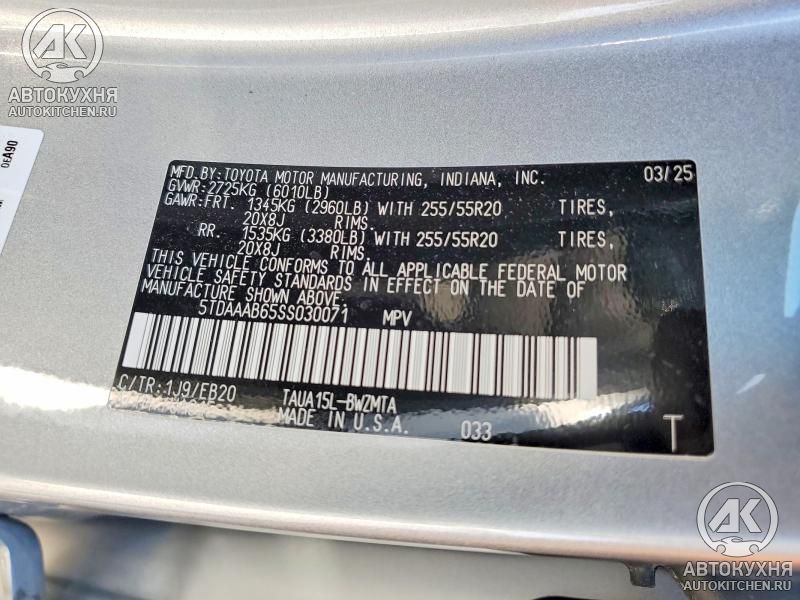 АК
АВТОКУХНЯ
AUTOKITCHEN.RU
0EA90
MFD.BY:TOYOTA MOTOR MANUFACTURING, INDIANA, INC. 03/25
GVWR:2725KG (6010LB)
GAWR:FRT. 1345KG (2960LB) WITH 255/55R20 TIRES,
20X8J RIMS.
RR. 1535KG (3380LB) WITH 255/55R20 TIRES,
20X8J RIMS.
THIS VEHICLE CONFORMS TO ALL APPLICABLE FEDERAL MOTOR
VEHICLE SAFETY STANDARDS IN EFFECT ON THE DATE OF
MANUFACTURE SHOWN ABOVE.
5TDAAAB65SS030071 MPV
C/TR:1J9/EB20 TAUA15L-BWZMTA
MADE IN U.S.A. 033 T
АК
АВТОКУХНЯ
AUTOKITCHEN.RU